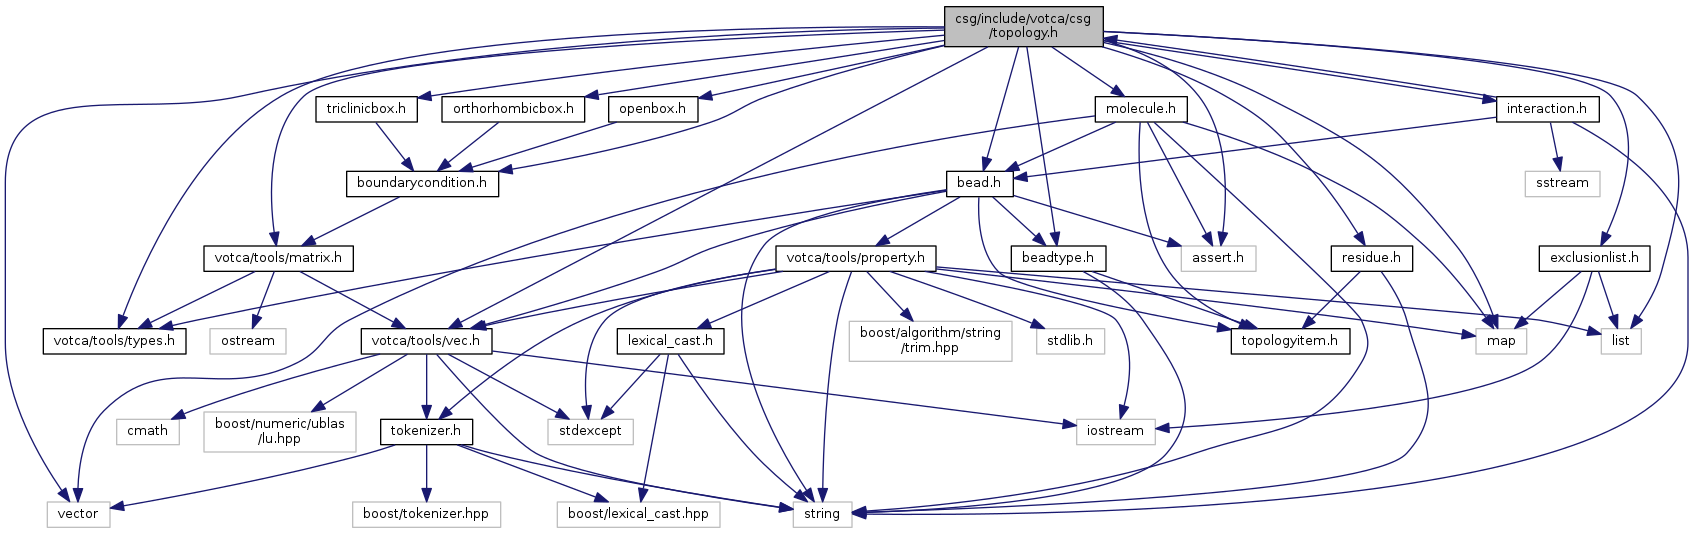 csg/include/votca/csg
/topology.h
triclinicbox.h
orthorhombicbox.h
openbox.h
molecule.h
interaction.h
boundarycondition.h
bead.h
sstream
votca/tools/matrix.h
votca/tools/property.h
beadtype.h
assert.h
residue.h
exclusionlist.h
votca/tools/types.h
ostream
votca/tools/vec.h
lexical_cast.h
boost/algorithm/string
/trim.hpp
stdlib.h
topologyitem.h
map
list
cmath
boost/numeric/ublas
/lu.hpp
tokenizer.h
stdexcept
iostream
vector
boost/tokenizer.hpp
boost/lexical_cast.hpp
string